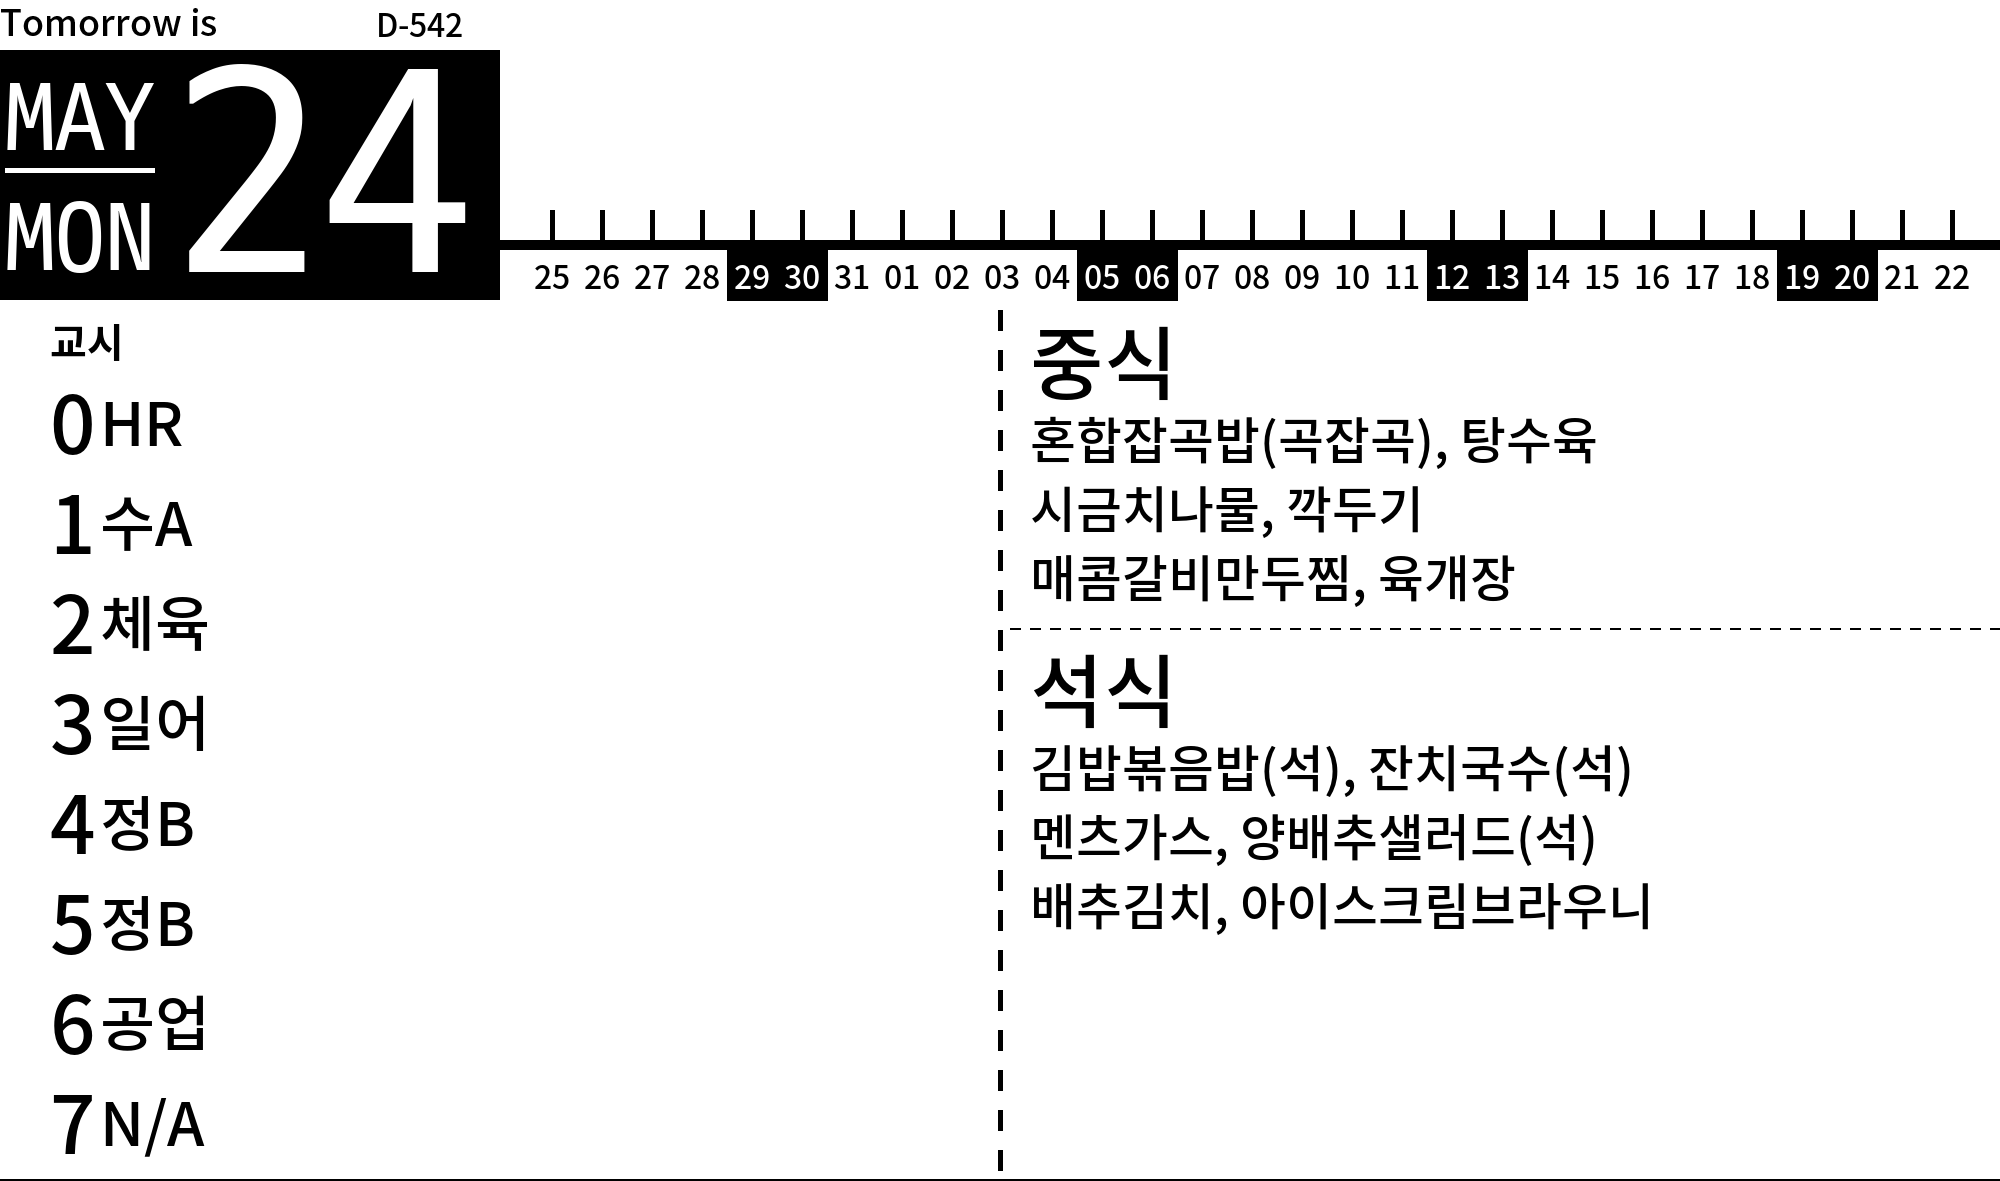 Tomorrow is D-542
MAY
MON
24
25 26 27 28 29 30 31 01 02 03 04 05 06 07 08 09 10 11 12 13 14 15 16 17 18 19 20 21 22
교시
0 HR
1 수A
2 체육
3 일어
4 정B
5 정B
6 공업
7 N/A
중식
혼합잡곡밥(곡잡곡), 탕수육
시금치나물, 깍두기
매콤갈비만두찜, 육개장
석식
김밥볶음밥(석), 잔치국수(석)
멘츠가스, 양배추샐러드(석)
배추김치, 아이스크림브라우니